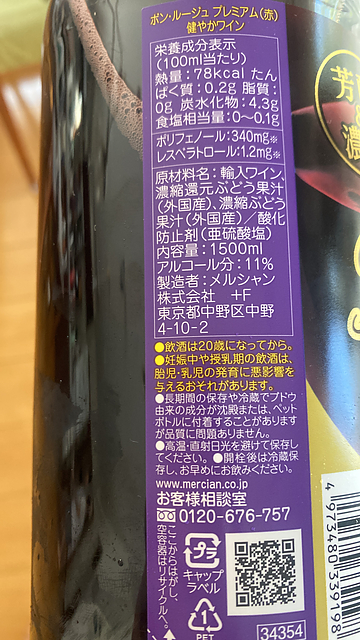 ボン・ルージュ プレミアム(赤)
健やかワイン
栄養成分表示
(100ml当たり)
熱量：78kcal たん
ぱく質：0.2g 脂質：
0g 炭水化物：4.3g
食塩相当量：0〜0.1g
ポリフェノール：340mg※
レスベラトロール：1.2mg※
原材料名：輸入ワイン、
濃縮還元ぶどう果汁
(外国産)、濃縮ぶどう
果汁(外国産)／酸化
防止剤(亜硫酸塩)
内容量：1500ml
アルコール分：11%
製造者：メルシャン
株式会社 +F
東京都中野区中野
4-10-2
●飲酒は20歳になってから。
●妊娠中や授乳期の飲酒は、
胎児・乳児の発育に悪影響を
与えるおそれがあります。
●長期間の保存や冷蔵でブドウ
由来の成分が沈殿または、ペット
ボトルに付着することがあります
が品質に問題ありません。
●高温・直射日光を避けて保存し
てください。●開栓後は冷蔵保
存し、お早めにお飲みください。
www.mercian.co.jp
お客様相談室
0120-676-757
ここからはがし、
空容器はリサイクルへ。
プラ
キャップ
ラベル
1
PET
34354
4 973480 339198
芳
濃